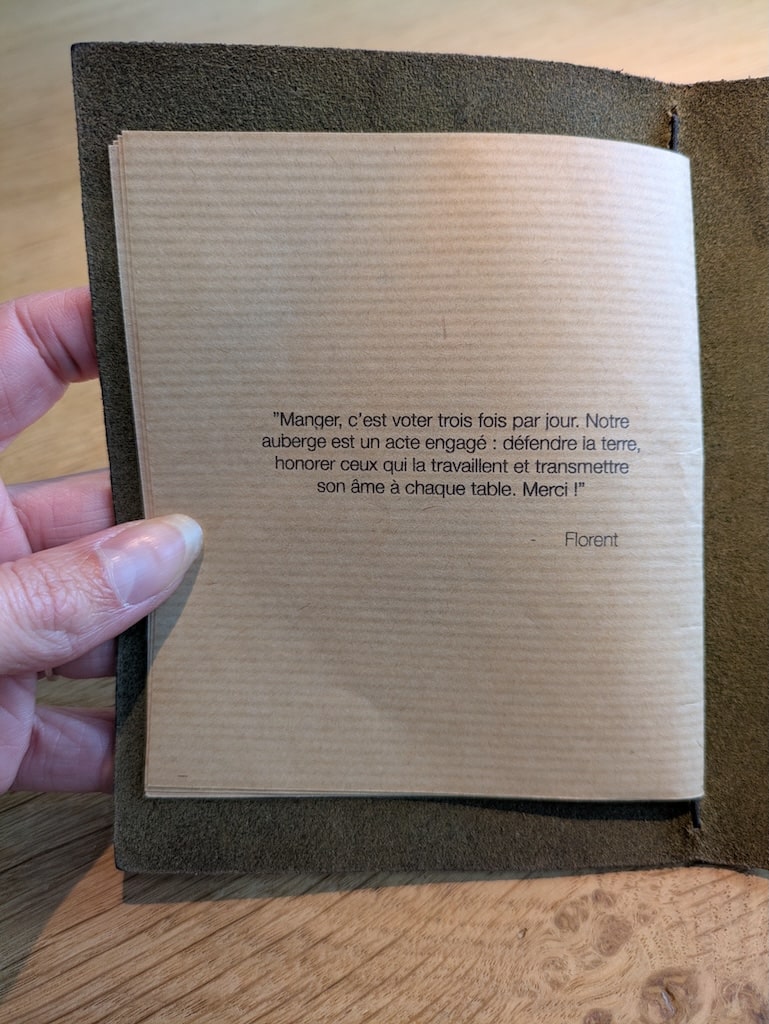 ”Manger, c’est voter trois fois par jour. Notre
auberge est un acte engagé : défendre la terre,
honorer ceux qui la travaillent et transmettre
son âme à chaque table. Merci !”
- Florent